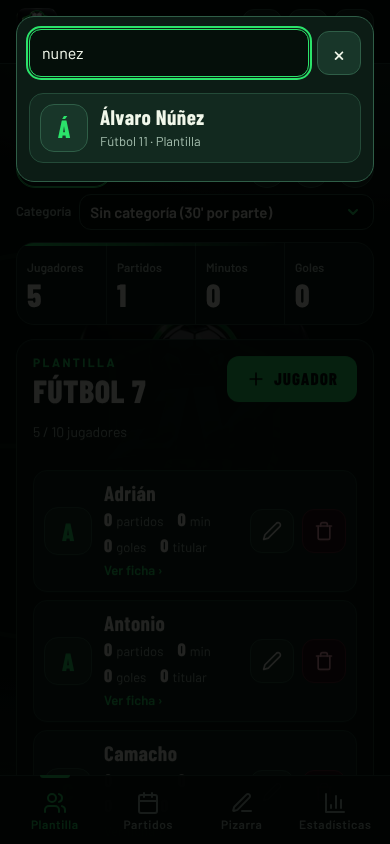 nunez
×
Á
Álvaro Núñez
Fútbol 11 · Plantilla
Categoría
Sin categoría (30' por parte)
Jugadores
Partidos
Minutos
Goles
5
1
0
0
PLANTILLA
FÚTBOL 7
JUGADOR
5 / 10 jugadores
A
Adrián
0 partidos 0 min
0 goles 0 titular
Ver ficha ›
A
Antonio
0 partidos 0 min
0 goles 0 titular
Ver ficha ›
Camacho
Plantilla
Partidos
Pizarra
Estadísticas